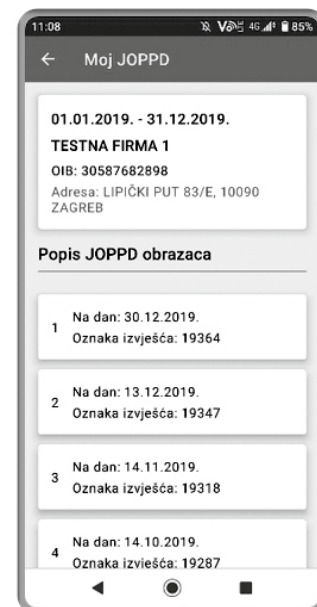 11:08 4G 85%
Moj JOPPD
01.01.2019. - 31.12.2019.
TESTNA FIRMA 1
OIB: 30587682898
Adresa: LIPIČKI PUT 83/E, 10090
ZAGREB
Popis JOPPD obrazaca
1 Na dan: 30.12.2019.
Oznaka izvješća: 19364
2 Na dan: 13.12.2019.
Oznaka izvješća: 19347
3 Na dan: 14.11.2019.
Oznaka izvješća: 19318
4 Na dan: 14.10.2019.
Oznaka izvješća: 19287